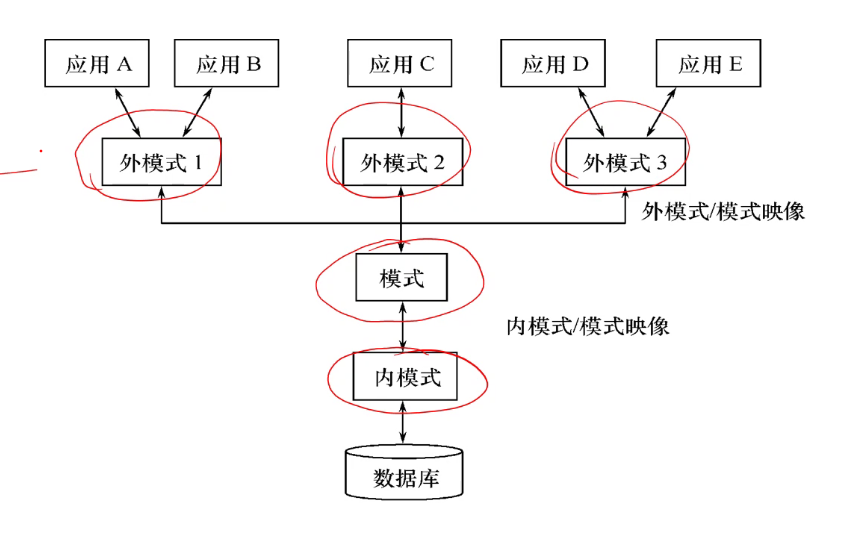 应用 A
应用 B
应用 C
应用 D
应用 E
外模式 1
外模式 2
外模式 3
外模式/模式映像
模式
内模式/模式映像
内模式
数据库